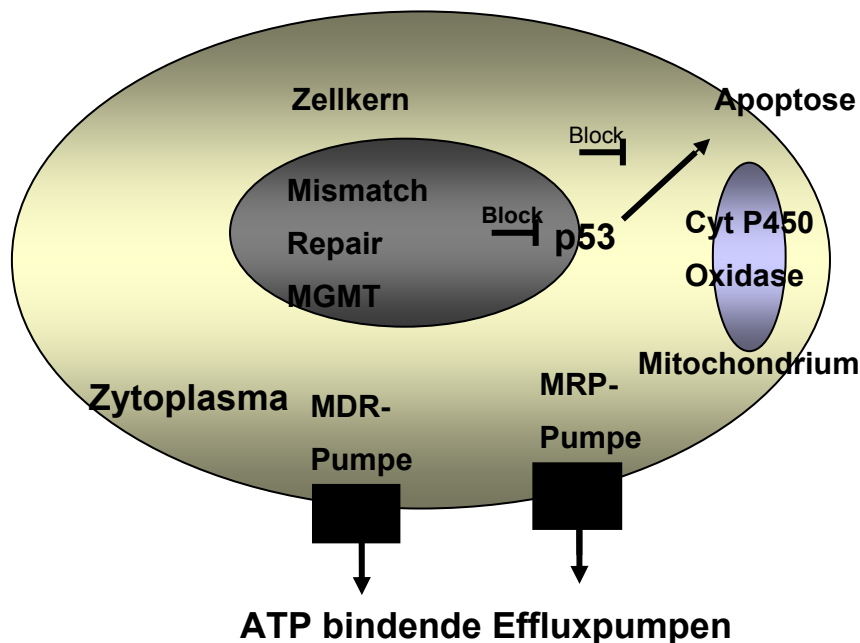 Zellkern
Apoptose
Block
Mismatch
Repair
MGMT
Block
p53
Cyt P450
Oxidase
Mitochondrium
Zytoplasma
MDR-
Pumpe
MRP-
Pumpe
ATP bindende Effluxpumpen